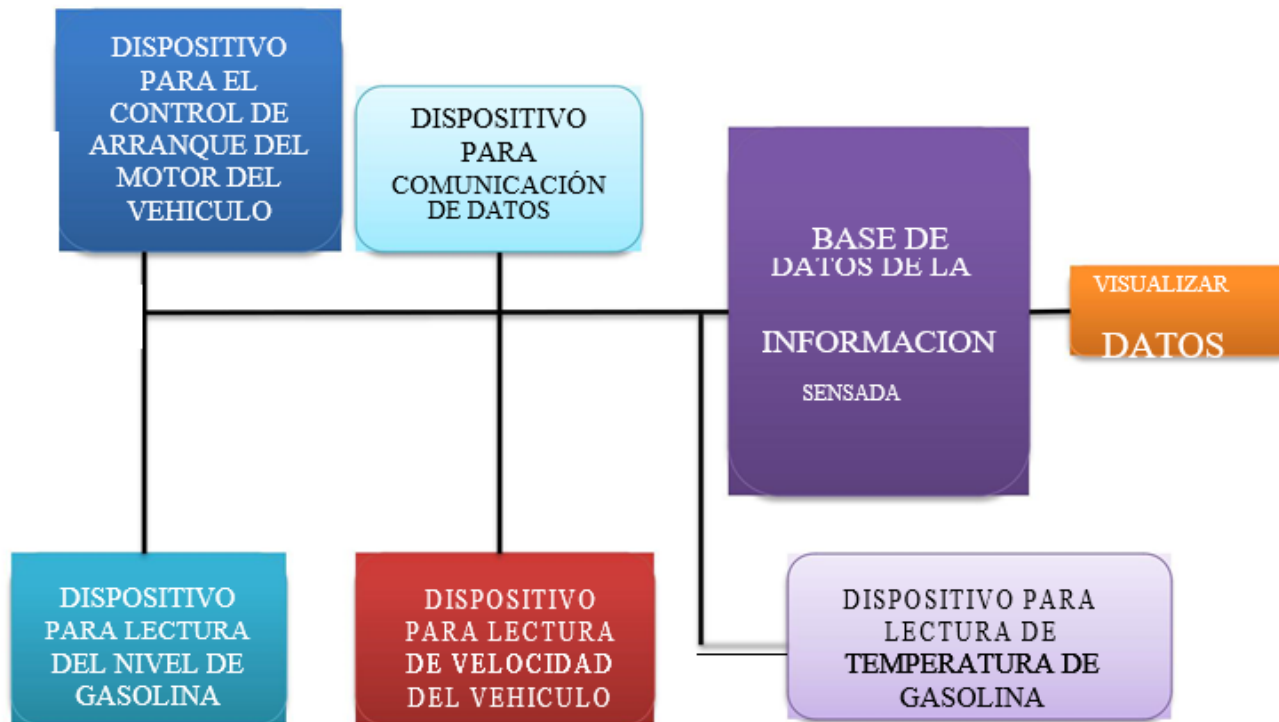 DISPOSITIVO
PARA EL
CONTROL DE
ARRANQUE DEL
MOTOR DEL
VEHICULO
DISPOSITIVO
PARA
COMUNICACIÓN
DE DATOS
BASE DE
DATOS DE LA
INFORMACION
SENSADA
VISUALIZAR
DATOS
DISPOSITIVO
PARA LECTURA
DEL NIVEL DE
GASOLINA
DISPOSITIVO
PARA LECTURA
DE VELOCIDAD
DEL VEHICULO
DISPOSITIVO PARA
LECTURA DE
TEMPERATURA DE
GASOLINA